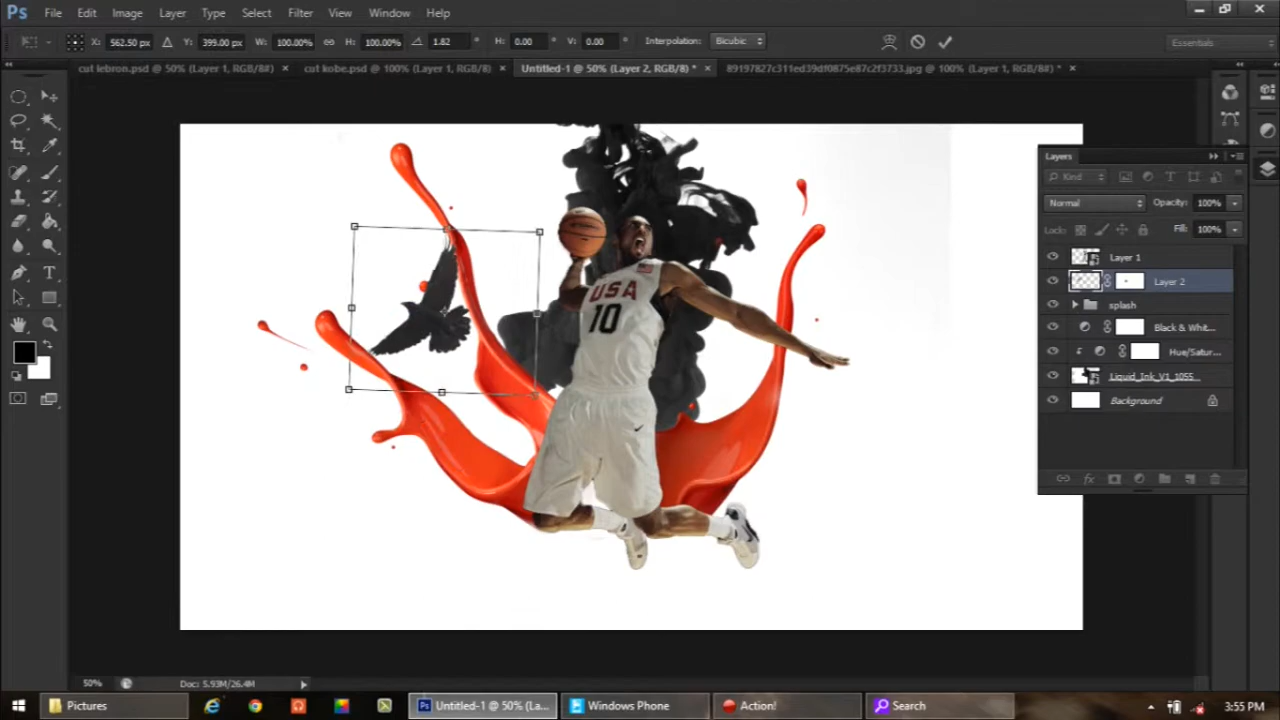 Ps File Edit Image Layer Type Select Filter View Window Help
X: 562.50 px Y: 399.00 px W: 100.00% H: 100.00% 1.82 ° H: 0.00 ° V: 0.00 ° Interpolation: Bicubic Essentials
cut lebron.psd @ 50% (Layer 1, RGB/8#) × cut kobe.psd @ 100% (Layer 1, RGB/8) × Untitled-1 @ 50% (Layer 2, RGB/8) * × 89197827c311ed39df0875e87c2f3733.jpg @ 100% (Layer 1, RGB/8#) * ×
Layers
Kind
Normal Opacity: 100%
Lock: Fill: 100%
Layer 1
Layer 2
splash
Black & Whit...
Hue/Satur...
Liquid_Ink_V1_1055...
Background
USA
10
50% Doc: 5.93M/26.4M
Pictures Ps Untitled-1 @ 50% (La... Windows Phone Action! Search 3:55 PM